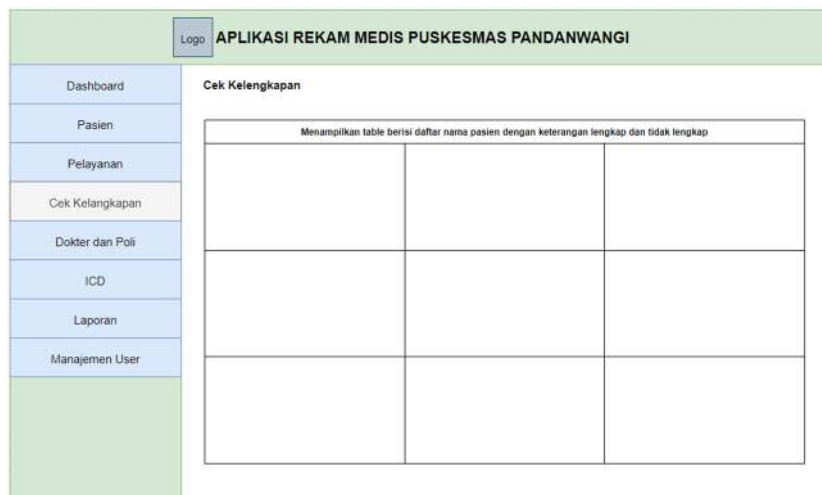 Logo
APLIKASI REKAM MEDIS PUSKESMAS PANDANWANGI
Dashboard
Pasien
Pelayanan
Cek Kelangkapan
Dokter dan Poli
ICD
Laporan
Manajemen User
Cek Kelengkapan
Menampilkan table berisi daftar nama pasien dengan keterangan lengkap dan tidak lengkap